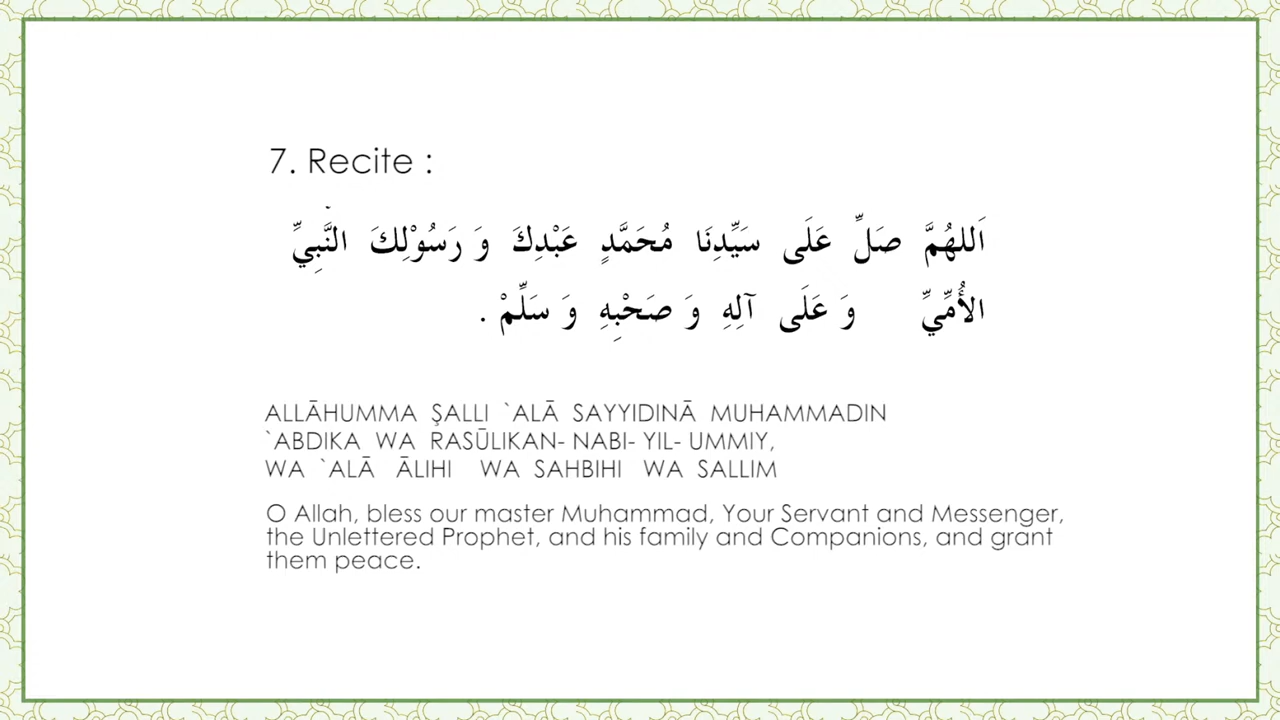 7. Recite :
اَللهُمَّ صَلِّ عَلَى سَيِّدِنَا مُحَمَّدٍ عَبْدِكَ وَ رَسُوْلِكَ النَّبِيِّ
الأُمِّيِّ وَ عَلَى آلِهِ وَ صَحْبِهِ وَ سَلِّمْ .
ALLĀHUMMA ŞALLI `ALĀ SAYYIDINĀ MUHAMMADIN
`ABDIKA WA RASŪLIKAN- NABI- YIL- UMMIY,
WA `ALĀ ĀLIHI WA SAHBIHI WA SALLIM
O Allah, bless our master Muhammad, Your Servant and Messenger,
the Unlettered Prophet, and his family and Companions, and grant
them peace.